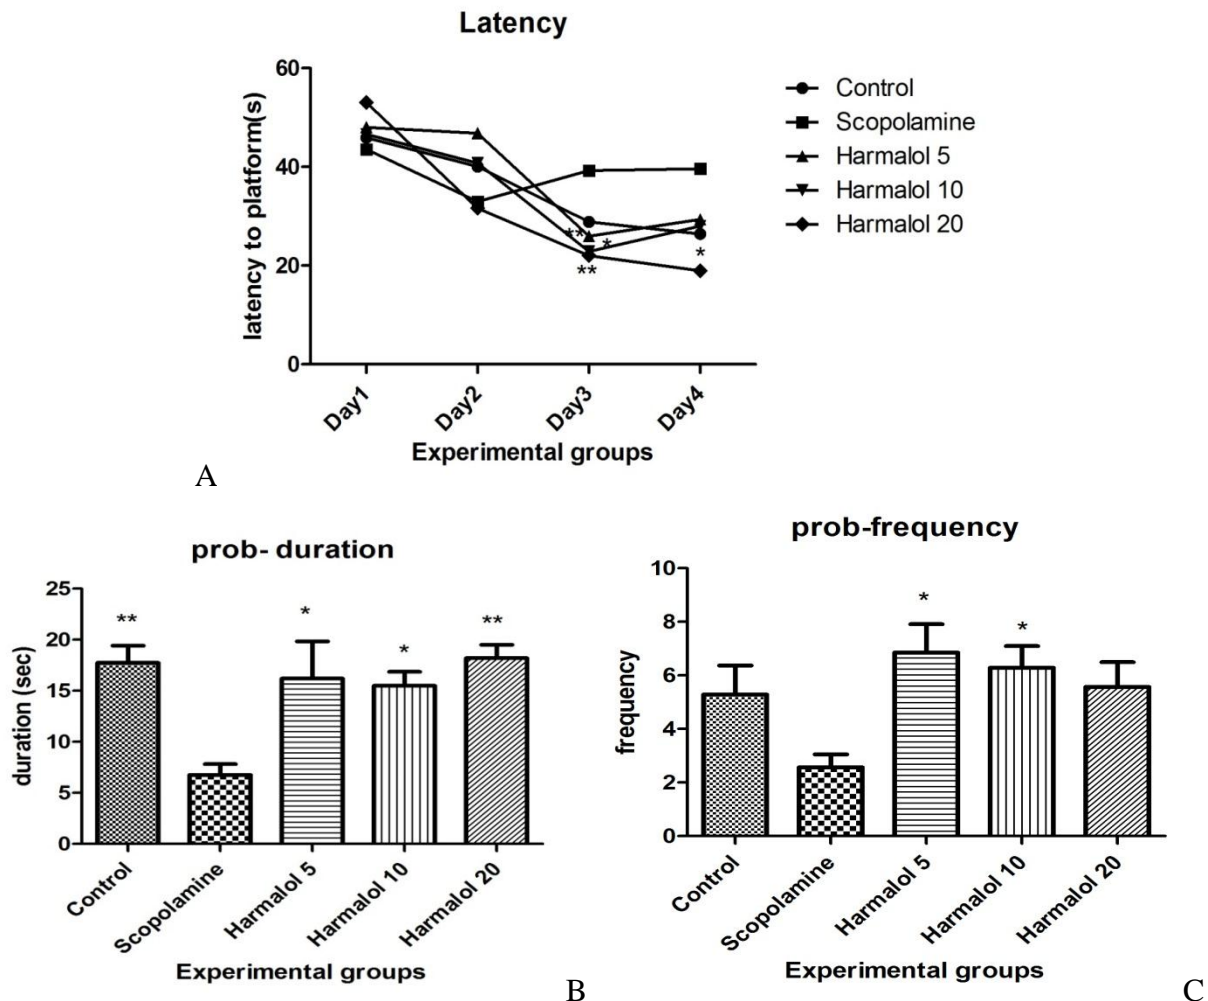 Latency
latency to platform(s)
60
40
20
0
**
*
**
*
Day1
Day2
Day3
Day4
Experimental groups
Control
Scopolamine
Harmalol 5
Harmalol 10
Harmalol 20
A
prob- duration
duration (sec)
25
20
15
10
5
0
**
*
*
**
Control
Scopolamine
Harmalol 5
Harmalol 10
Harmalol 20
Experimental groups
B
prob-frequency
frequency
10
8
6
4
2
0
*
*
Control
Scopolamine
Harmalol 5
Harmalol 10
Harmalol 20
Experimental groups
C